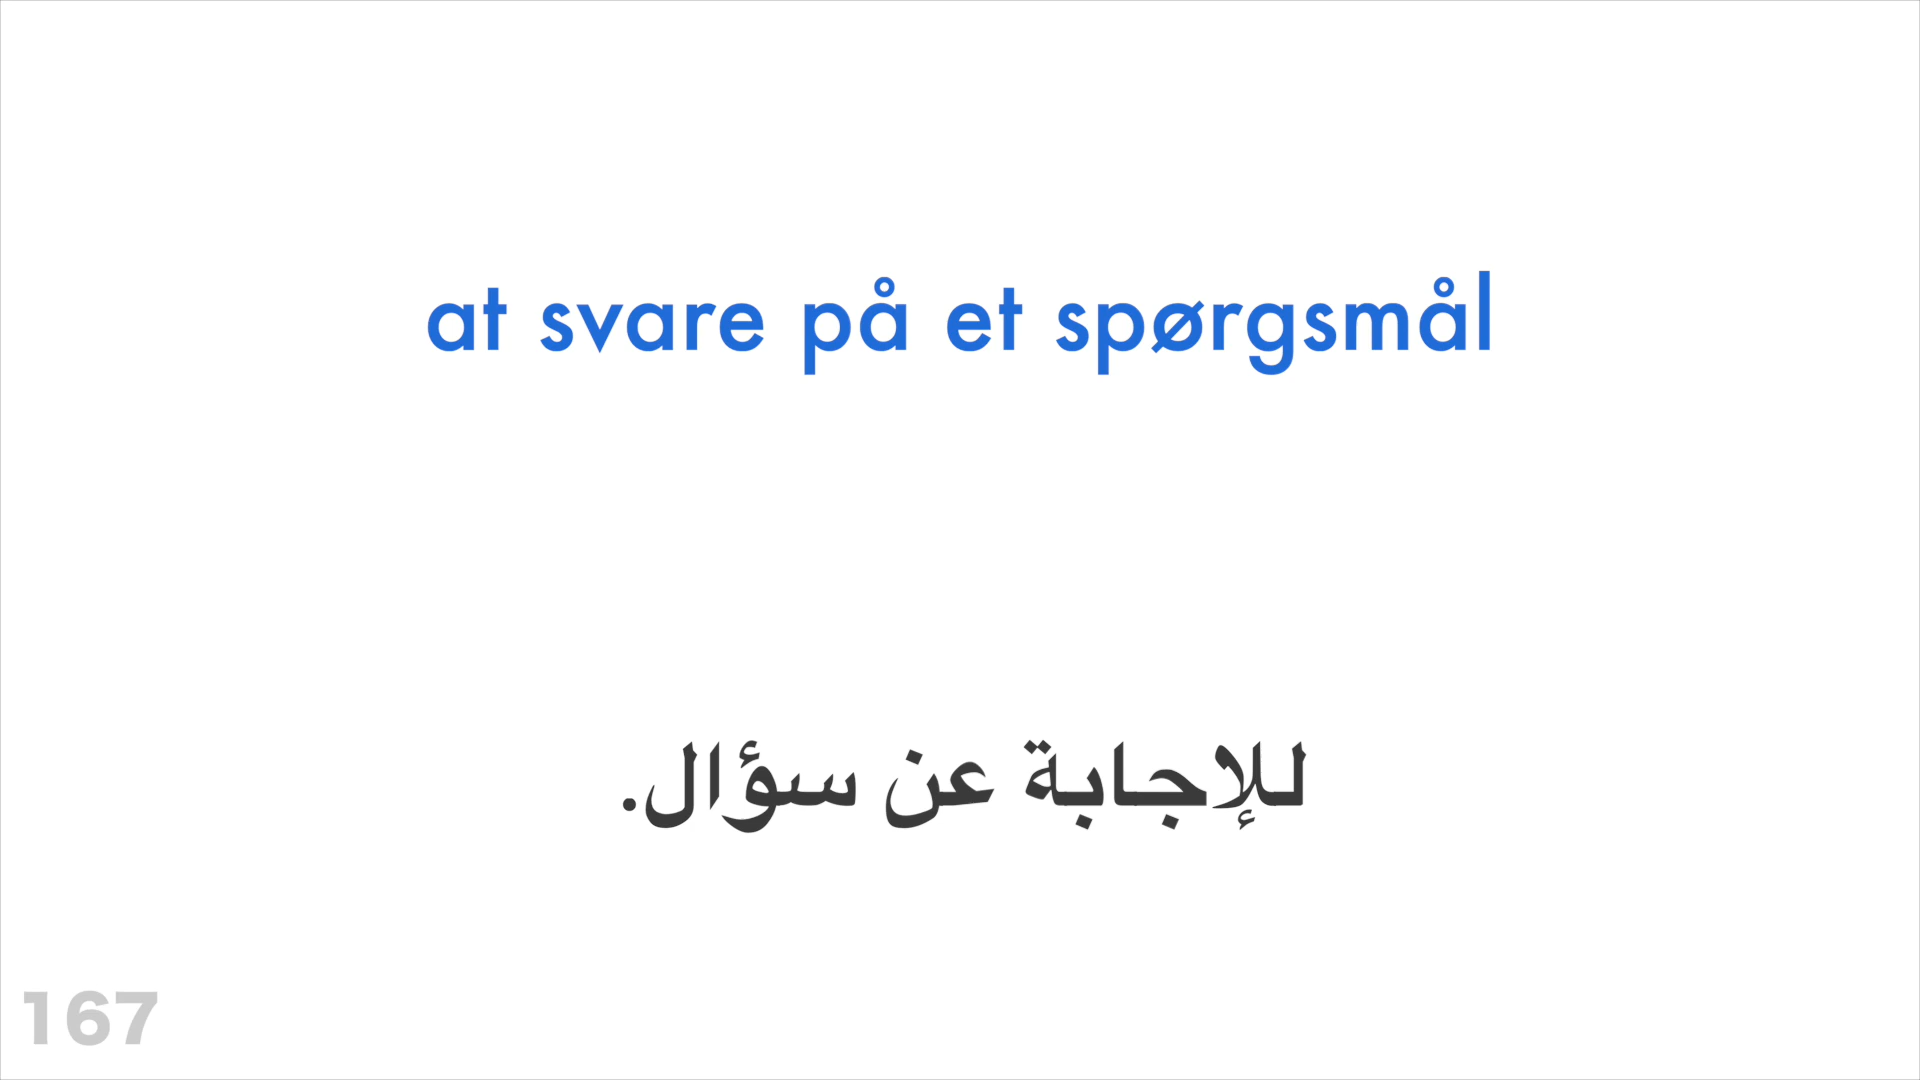 at svare på et spørgsmål
للإجابة عن سؤال.
167